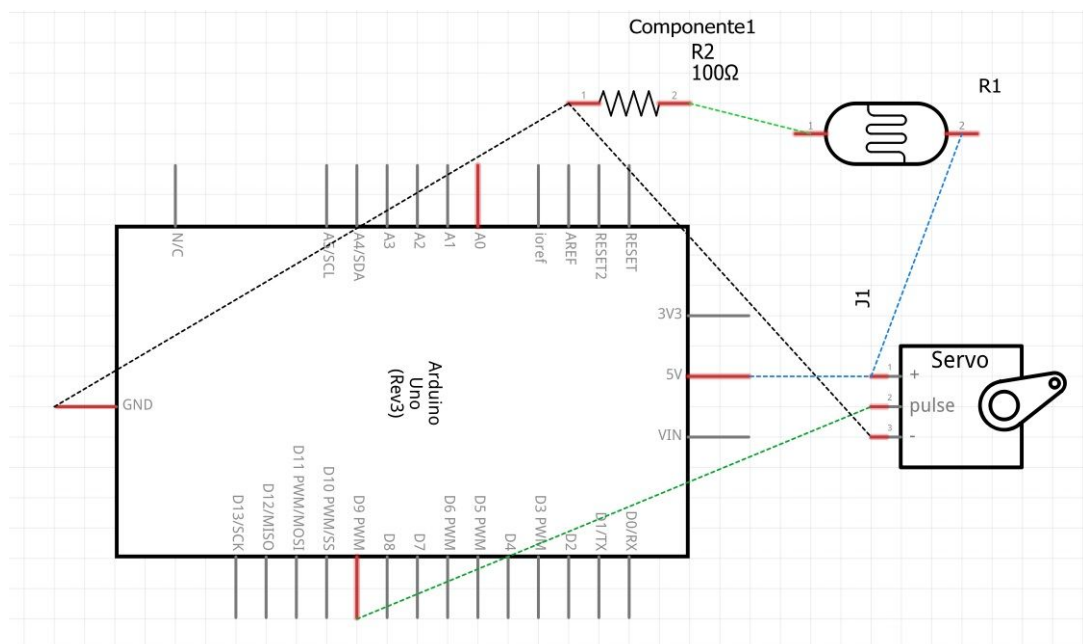 Componente1
R2
100Ω
R1
1
2
1
2
N/C
A5/SCL
A4/SDA
A3
A2
A1
A0
ioref
AREF
RESET2
RESET
J1
3V3
5V
VIN
GND
Arduino
Uno
(Rev3)
Servo
1
+
2
pulse
3
-
D13/SCK
D12/MISO
D11 PWM/MOSI
D10 PWM/SS
D9 PWM
D8
D7
D6 PWM
D5 PWM
D4
D3 PWM
D2
D1/TX
D0/RX